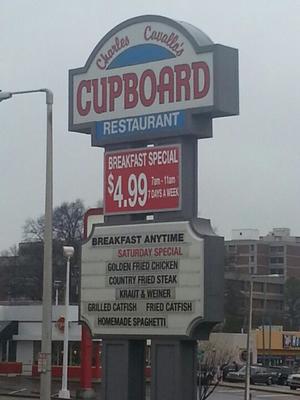 Charles Cavallo's
CUPBOARD
RESTAURANT
BREAKFAST SPECIAL
$4.99 7am - 11am
7 DAYS A WEEK
BREAKFAST ANYTIME
SATURDAY SPECIAL
GOLDEN FRIED CHICKEN
COUNTRY FRIED STEAK
KRAUT & WEINER
GRILLED CATFISH FRIED CATFISH
HOMEMADE SPAGHETTI